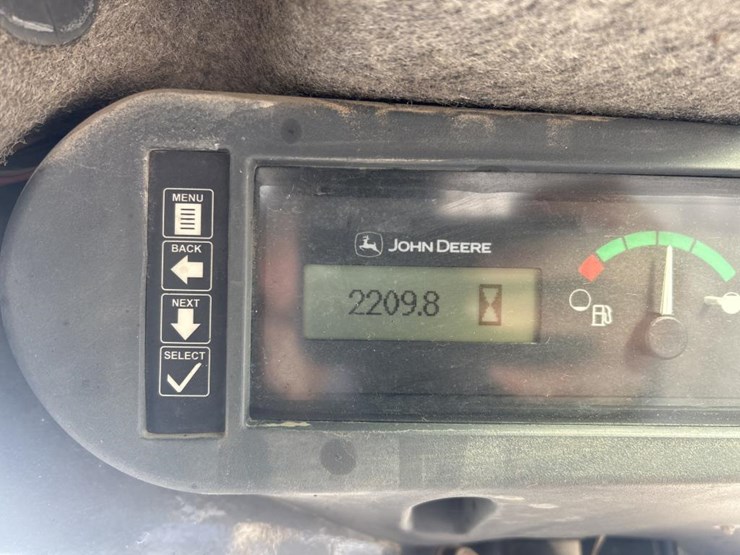 MENU
BACK
NEXT
SELECT
JOHN DEERE
2209.8